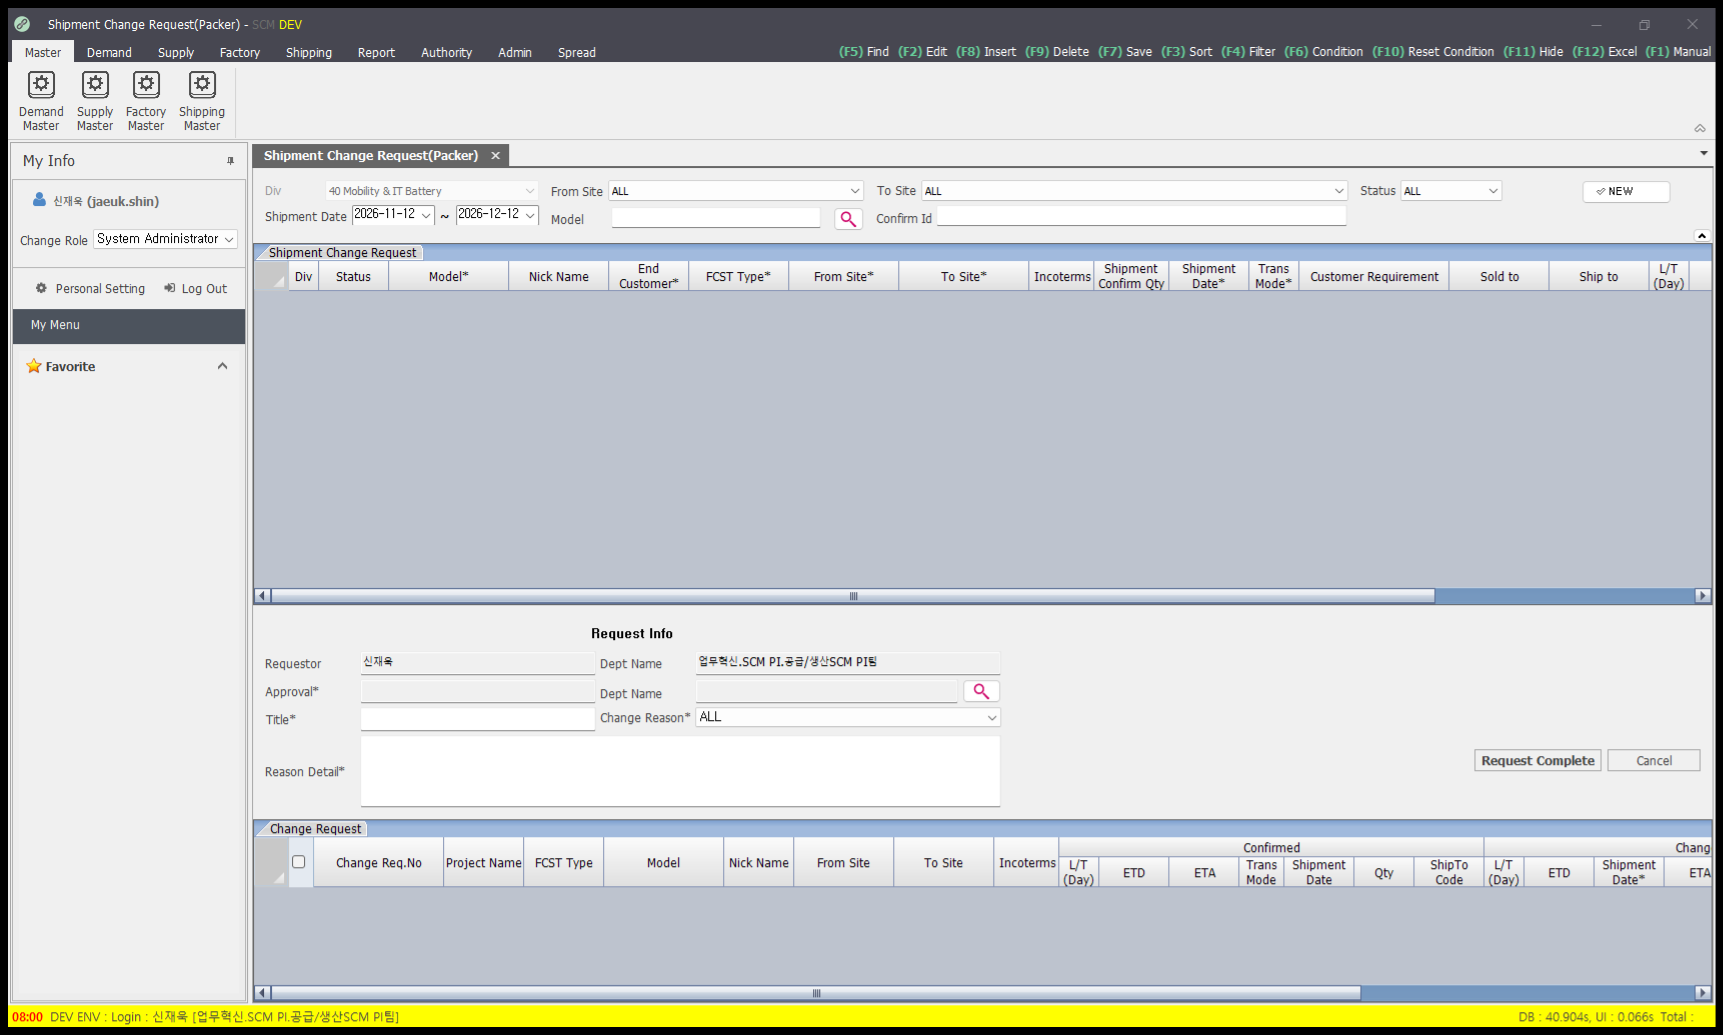 Shipment Change Request(Packer) - SCM DEV
Master Demand Supply Factory Shipping Report Authority Admin Spread (F5) Find (F2) Edit (F8) Insert (F9) Delete (F7) Save (F3) Sort (F4) Filter (F6) Condition (F10) Reset Condition (F11) Hide (F12) Excel (F1) Manual
Demand Master
Supply Master
Factory Master
Shipping Master
My Info
신재욱 (jaeuk.shin)
Change Role System Administrator
Personal Setting Log Out
My Menu
Favorite
Shipment Change Request(Packer)
Div 40 Mobility & IT Battery From Site ALL To Site ALL Status ALL NEW
Shipment Date 2026-11-12 ~ 2026-12-12 Model Confirm Id
Shipment Change Request
Div Status Model* Nick Name End Customer* FCST Type* From Site* To Site* Incoterms Shipment Confirm Qty Shipment Date* Trans Mode* Customer Requirement Sold to Ship to L/T (Day)
Request Info
Requestor 신재욱 Dept Name 업무혁신.SCM PI.공급/생산SCM PI팀
Approval* Dept Name
Title* Change Reason* ALL
Reason Detail*
Request Complete Cancel
Change Request
Change Req.No Project Name FCST Type Model Nick Name From Site To Site Incoterms
Confirmed Chang
L/T (Day) ETD ETA Trans Mode Shipment Date Qty ShipTo Code L/T (Day) ETD Shipment Date* ETA
08:00 DEV ENV : Login : 신재욱 [업무혁신.SCM PI.공급/생산SCM PI팀] DB : 40.904s, UI : 0.066s Total :